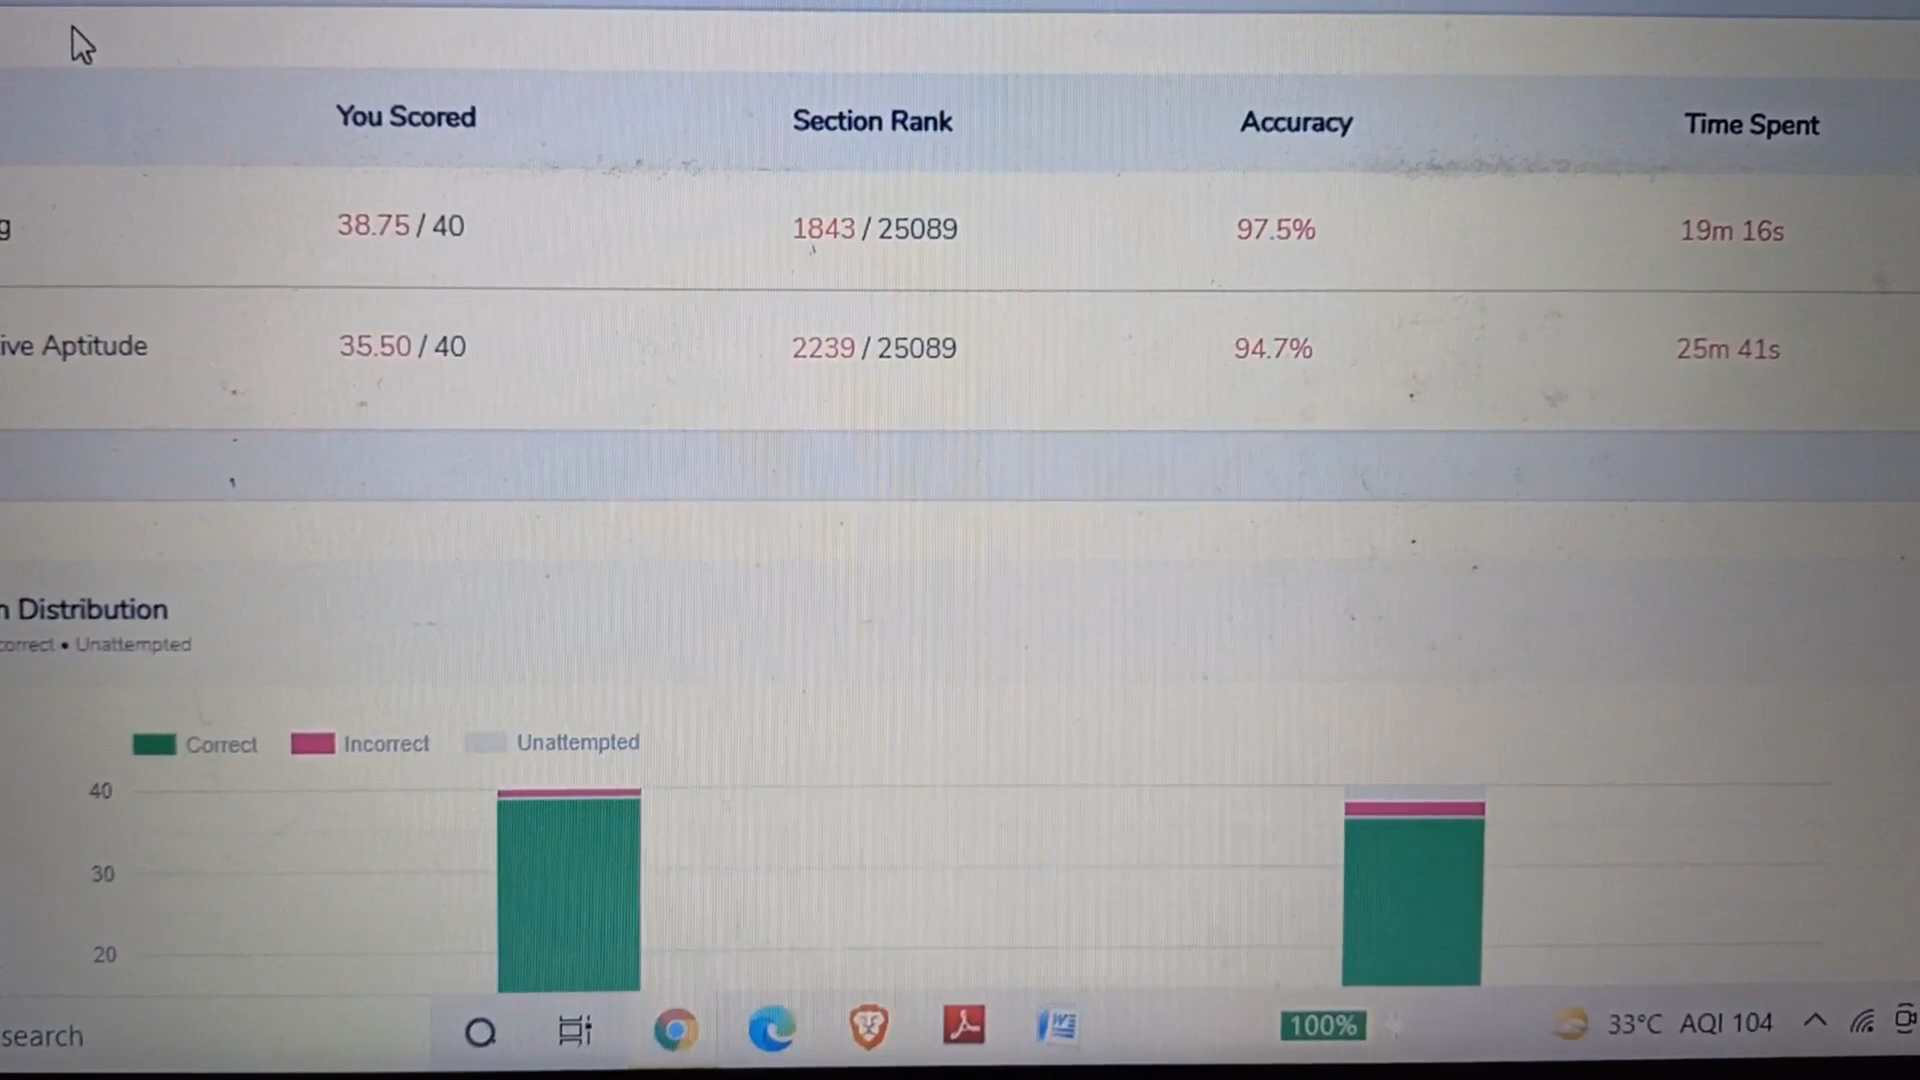 You Scored Section Rank Accuracy Time Spent
g 38.75 / 40 1843 / 25089 97.5% 19m 16s
ive Aptitude 35.50 / 40 2239 / 25089 94.7% 25m 41s
n Distribution
correct • Unattempted
Correct Incorrect Unattempted
40
30
20
search 100% 33°C AQI 104